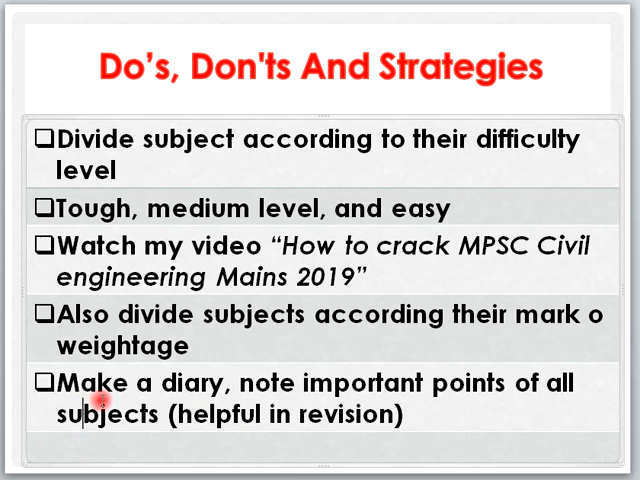 Do’s, Don'ts And Strategies
❑Divide subject according to their difficulty
level
❑Tough, medium level, and easy
❑Watch my video “How to crack MPSC Civil
engineering Mains 2019”
❑Also divide subjects according their mark o
weightage
❑Make a diary, note important points of all
subjects (helpful in revision)